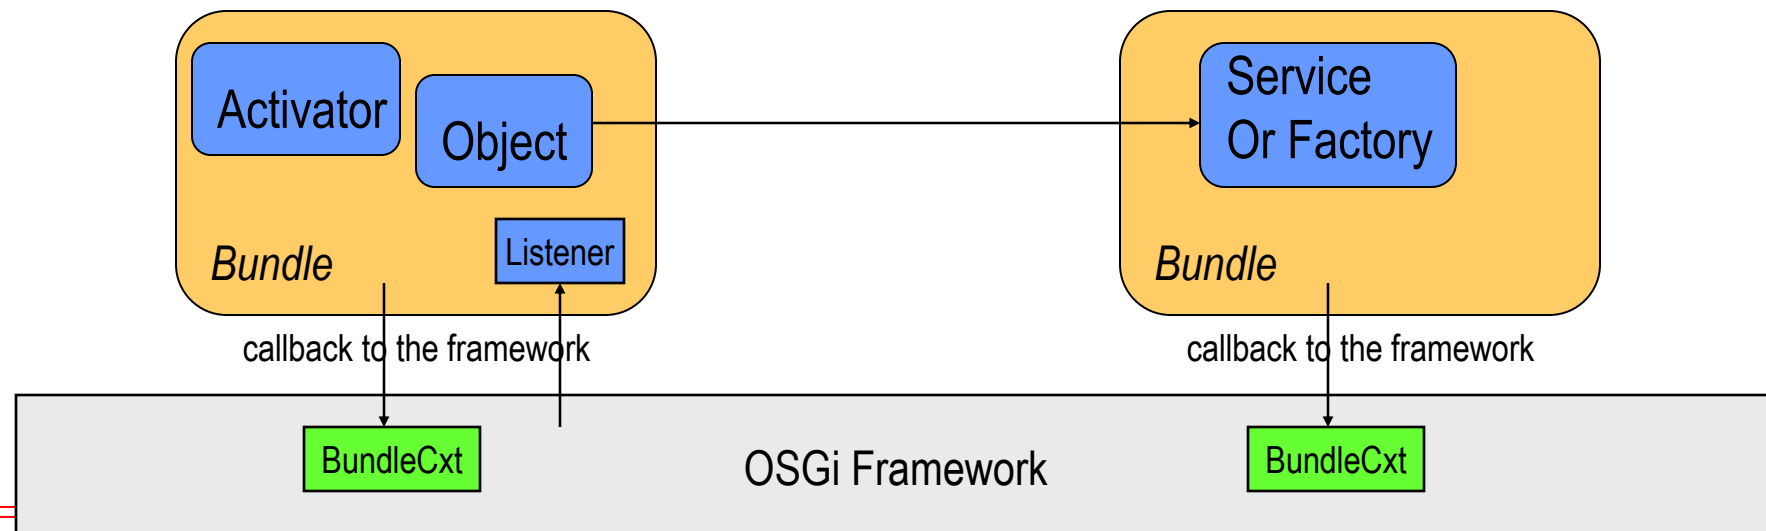 Activator
Object
Listener
Bundle
Service
Or Factory
Bundle
callback to the framework
callback to the framework
BundleCxt
OSGi Framework
BundleCxt